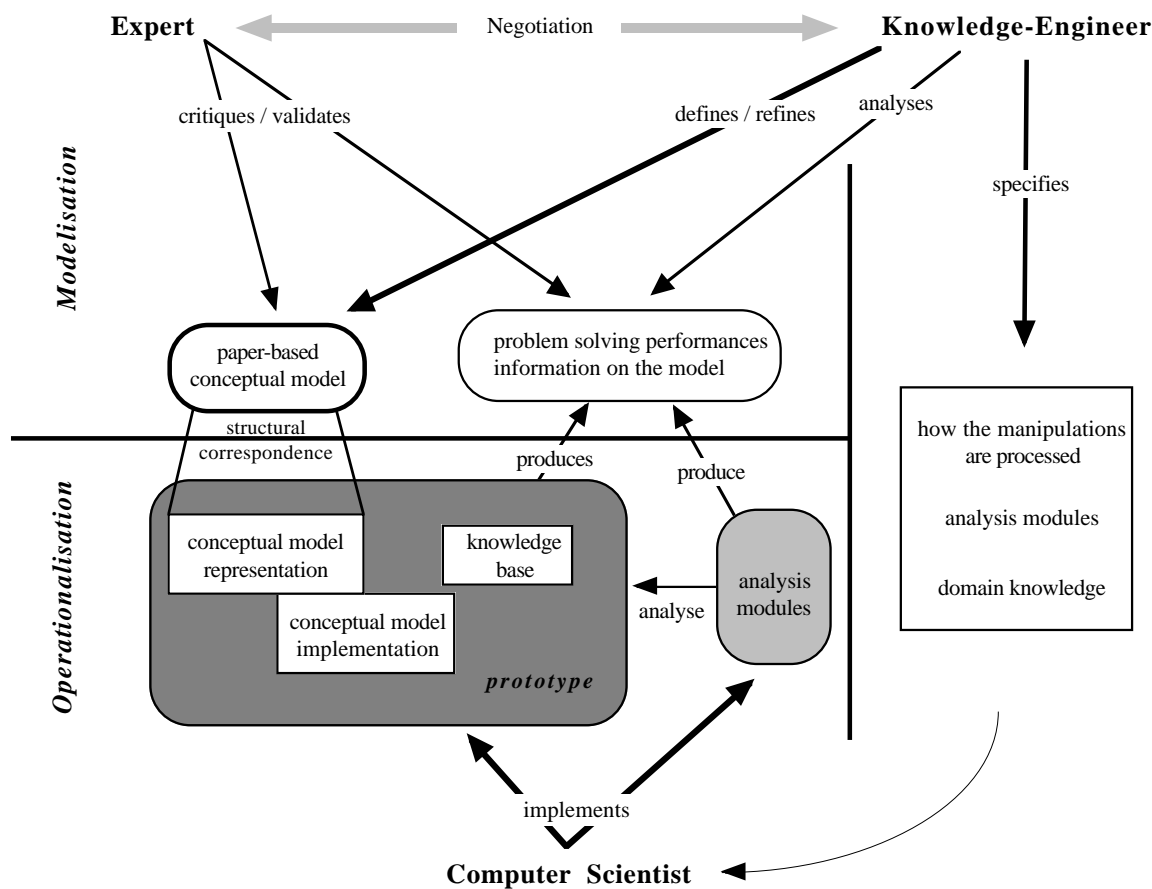 Expert
Negotiation
Knowledge-Engineer
critiques / validates
defines / refines
analyses
specifies
Modelisation
paper-based
conceptual model
problem solving performances
information on the model
structural
correspondence
produces
produce
how the manipulations
are processed
analysis modules
domain knowledge
Operationalisation
conceptual model
representation
knowledge
base
conceptual model
implementation
prototype
analyse
analysis
modules
implements
Computer Scientist